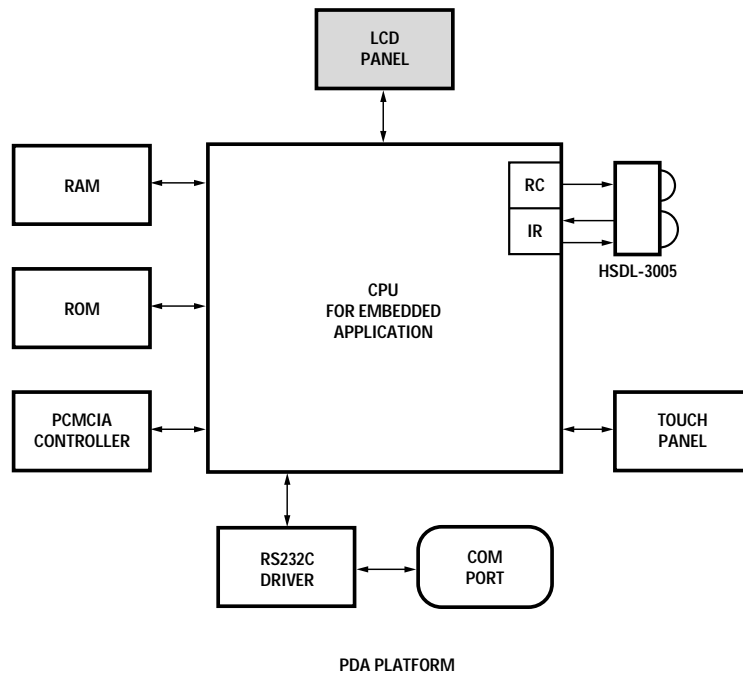 LCD
PANEL
RAM
RC
IR
HSDL-3005
ROM
CPU
FOR EMBEDDED
APPLICATION
PCMCIA
CONTROLLER
TOUCH
PANEL
RS232C
DRIVER
COM
PORT
PDA PLATFORM